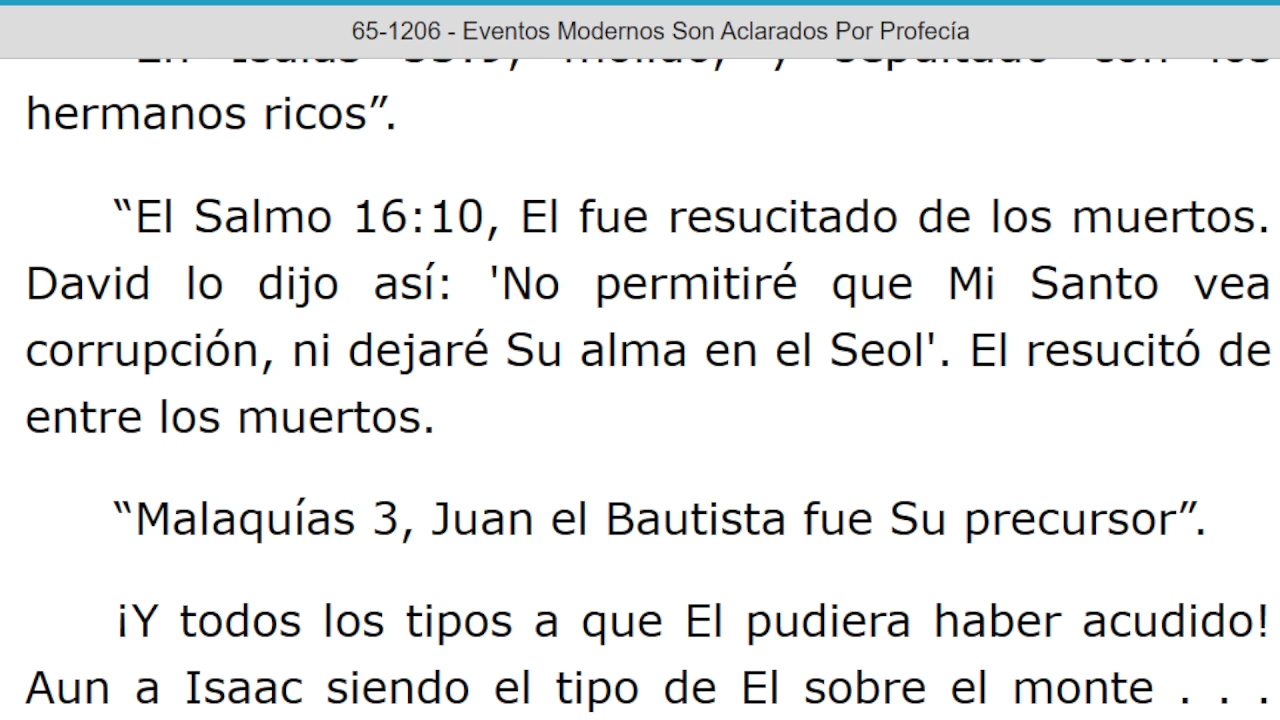 65-1206 - Eventos Modernos Son Aclarados Por Profecía
hermanos ricos”.
“El Salmo 16:10, El fue resucitado de los muertos.
David lo dijo así: 'No permitiré que Mi Santo vea
corrupción, ni dejaré Su alma en el Seol'. El resucitó de
entre los muertos.
“Malaquías 3, Juan el Bautista fue Su precursor”.
¡Y todos los tipos a que El pudiera haber acudido!
Aun a Isaac siendo el tipo de El sobre el monte . . .